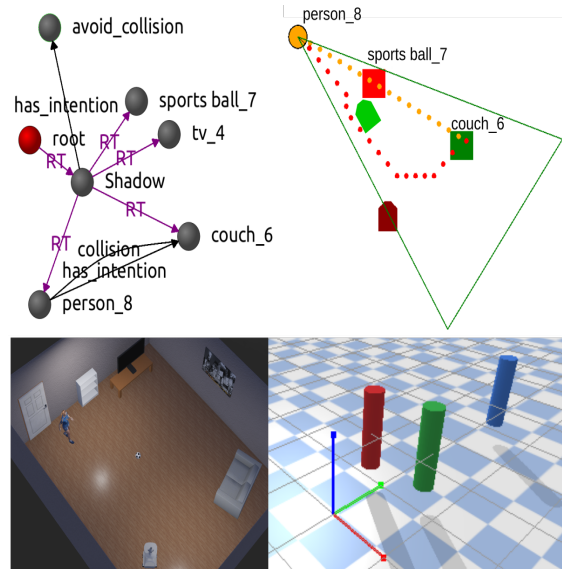 avoid_collision
has_intention
sports ball_7
root
RT
RT
RT
tv_4
Shadow
RT
RT
couch_6
collision
has_intention
person_8
person_8
sports ball_7
couch_6